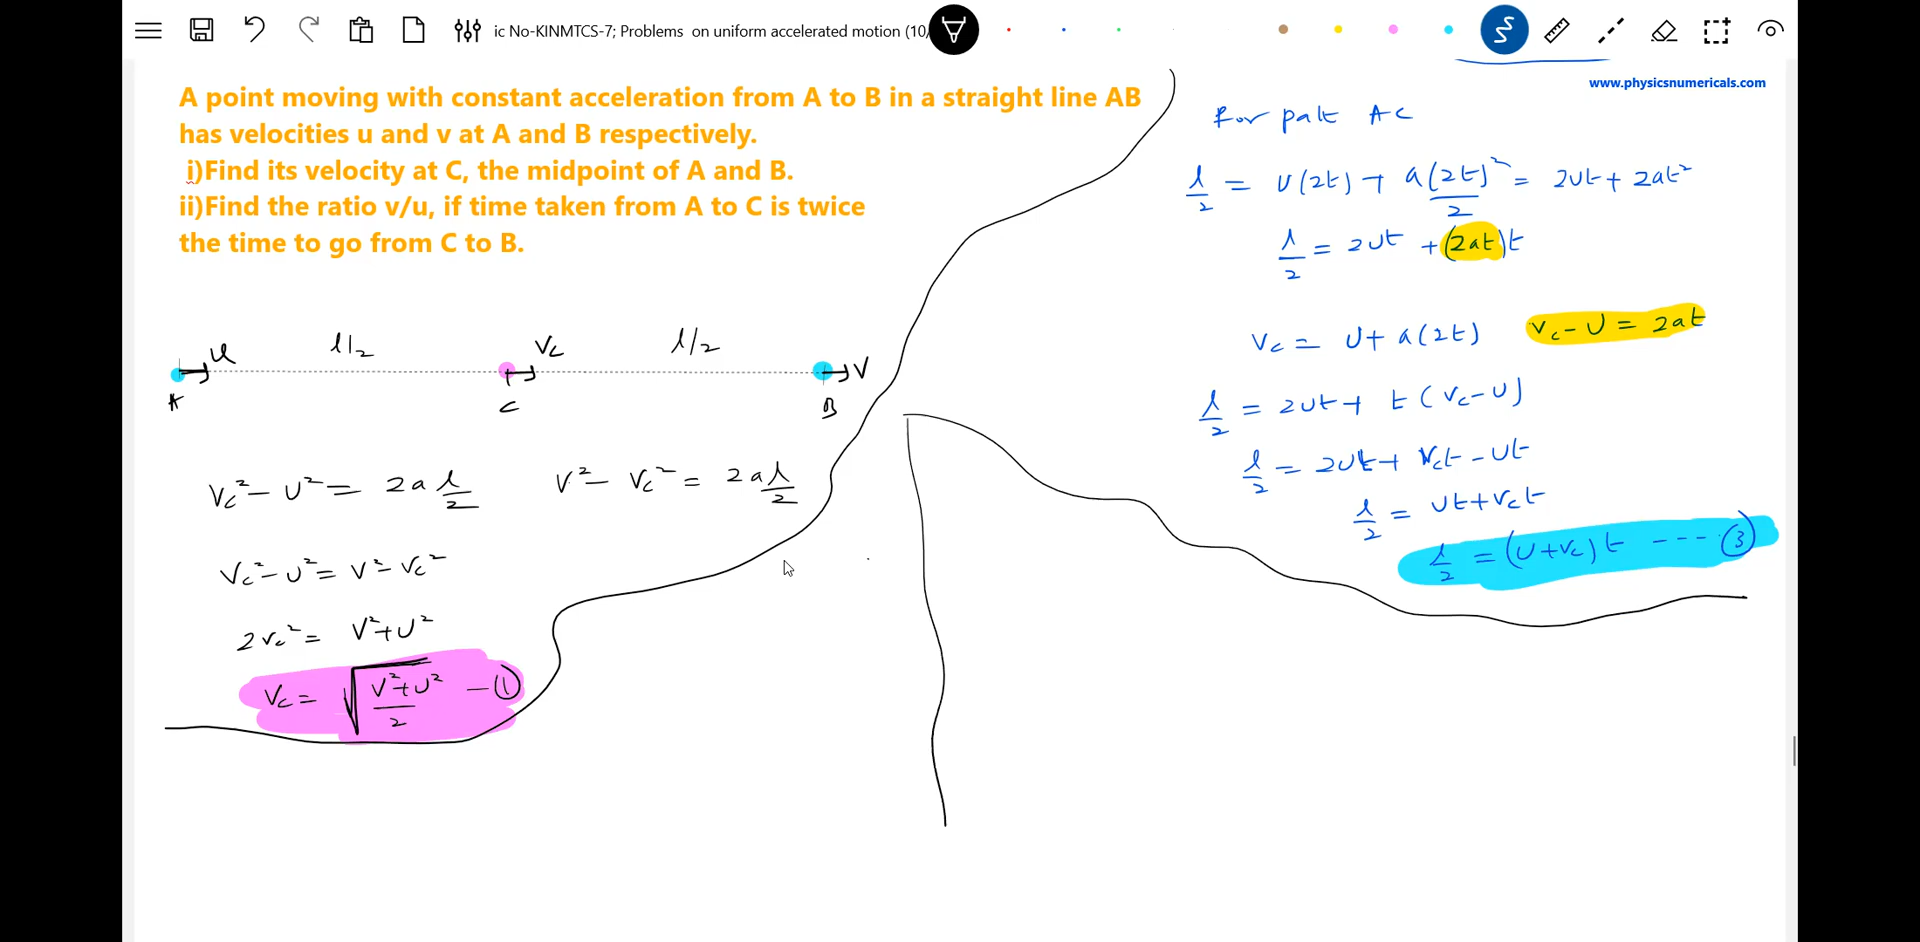 ic No-KINMTCS-7; Problems on uniform accelerated motion (10/
www.physicsnumericals.com
A point moving with constant acceleration from A to B in a straight line AB
has velocities u and v at A and B respectively.
i)Find its velocity at C, the midpoint of A and B.
ii)Find the ratio v/u, if time taken from A to C is twice
the time to go from C to B.
u l/2 Vc l/2 V
A C B
Vc² - U² = 2a l/2 V² - Vc² = 2a l/2
Vc² - U² = V² - Vc²
2Vc² = V² + U²
Vc = √((V² + U²)/2) — ①
For path AC
l/2 = U(2t) + a(2t)²/2 = 2Ut + 2at²
l/2 = 2Ut + (2at)t
Vc = U + a(2t) Vc - U = 2at
l/2 = 2Ut + t(Vc - U)
l/2 = 2Ut + Vct - Ut
l/2 = Ut + Vct
l/2 = (U + Vc)t --- ③